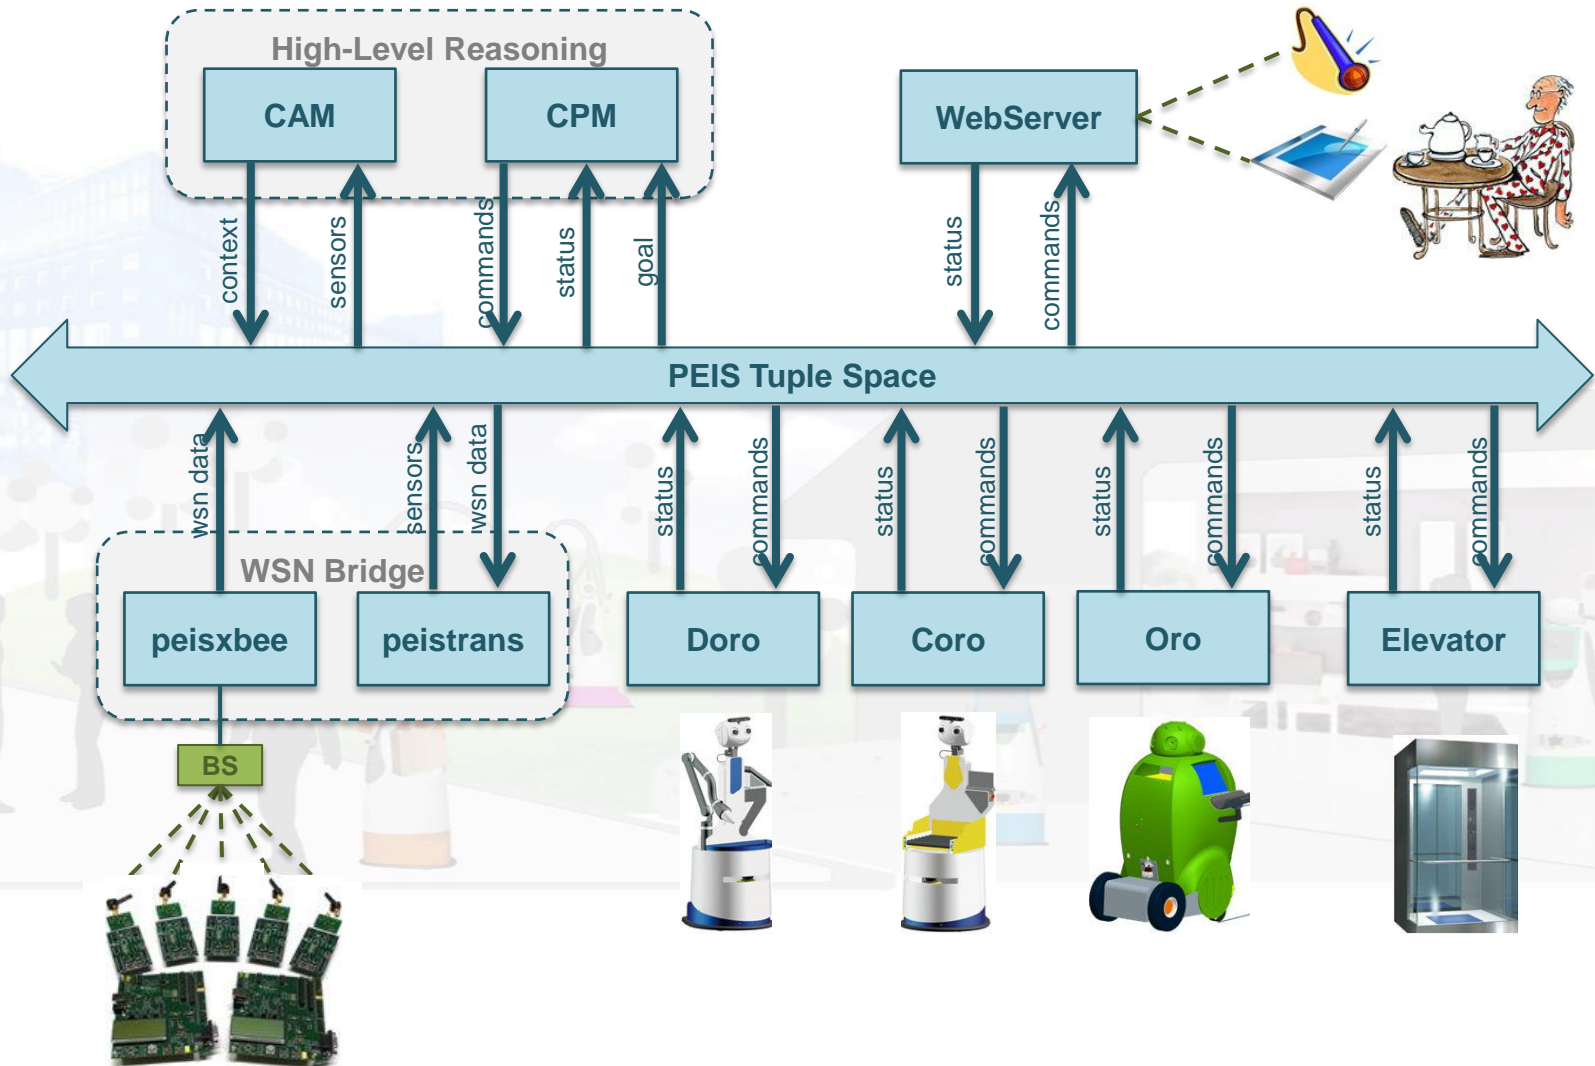 High-Level Reasoning
CAM
CPM
WebServer
context
sensors
commands
status
goal
status
commands
PEIS Tuple Space
wsn data
sensors
wsn data
status
commands
status
commands
status
commands
status
commands
WSN Bridge
peisxbee
peistrans
Doro
Coro
Oro
Elevator
BS